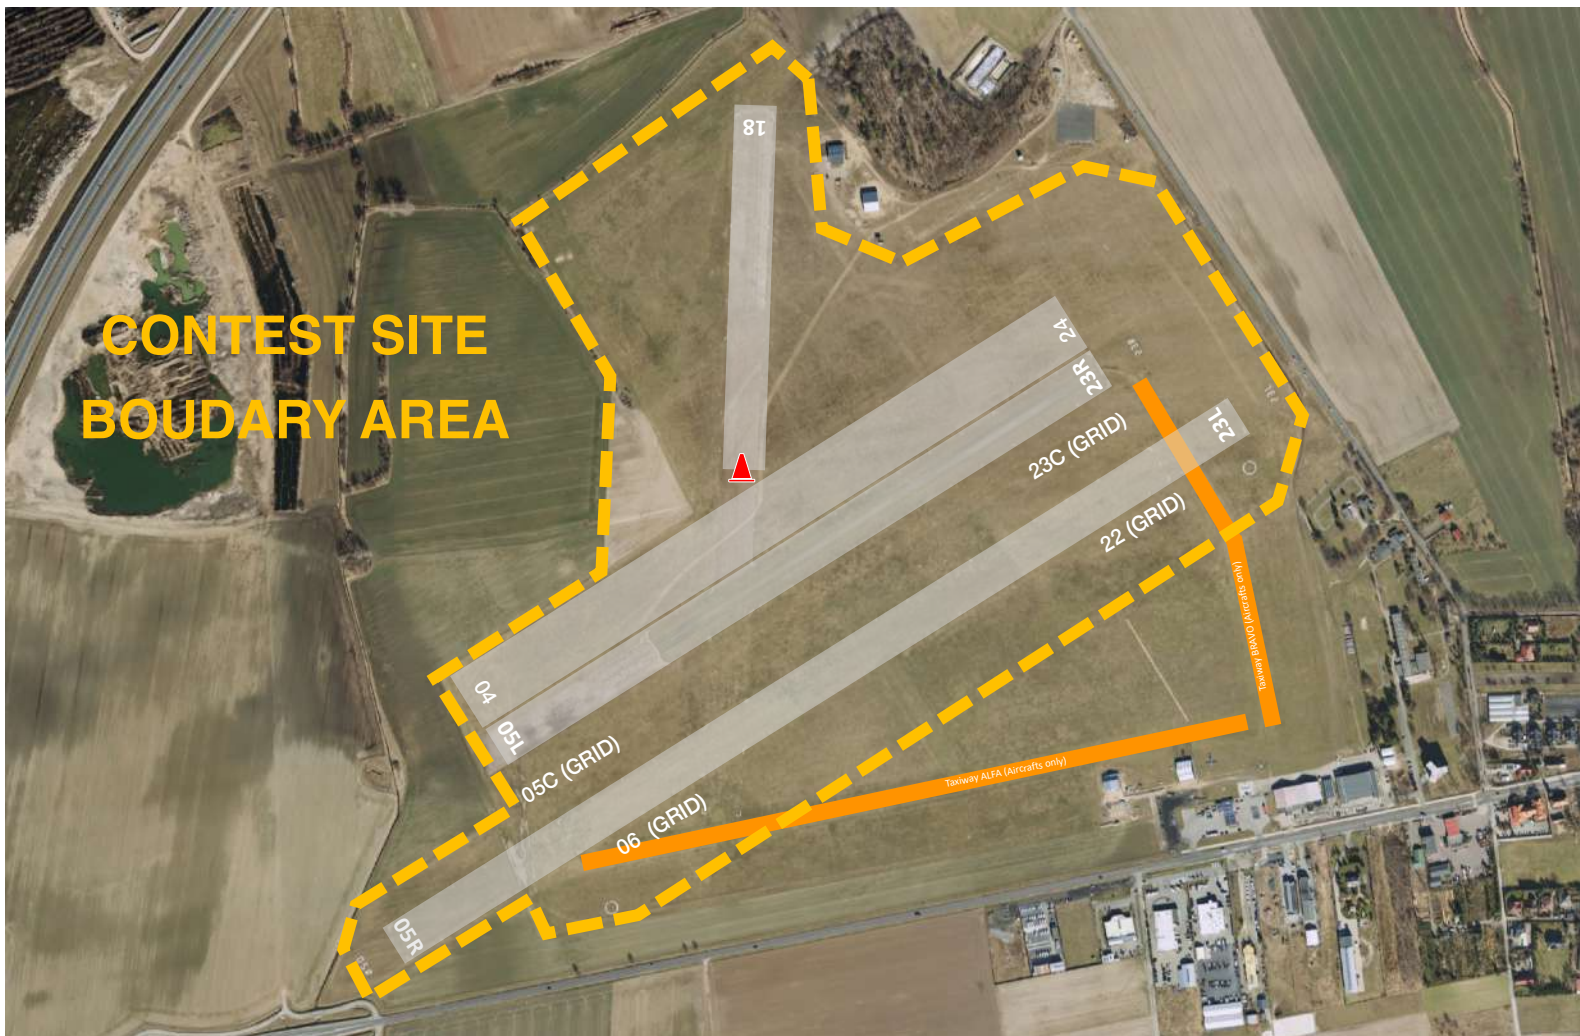 18
CONTEST SITE
BOUDARY AREA
24
23R
23L
23C (GRID)
22 (GRID)
Taxiway BRAVO (Aircrafts only)
04
05L
05C (GRID)
Taxiway ALFA (Aircrafts only)
06 (GRID)
05R